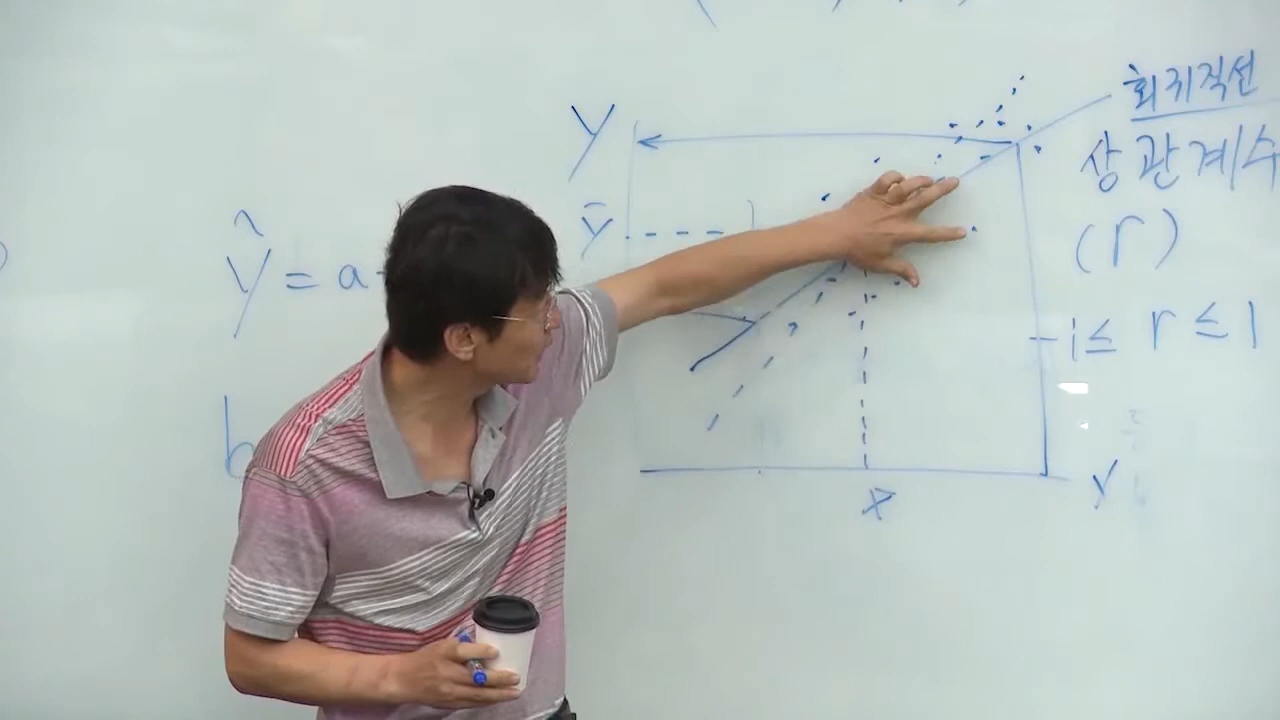 회귀직선
Y
상관계수
ȳ
(r)
ŷ = a
-1 ≤ r ≤ 1
b
x̄